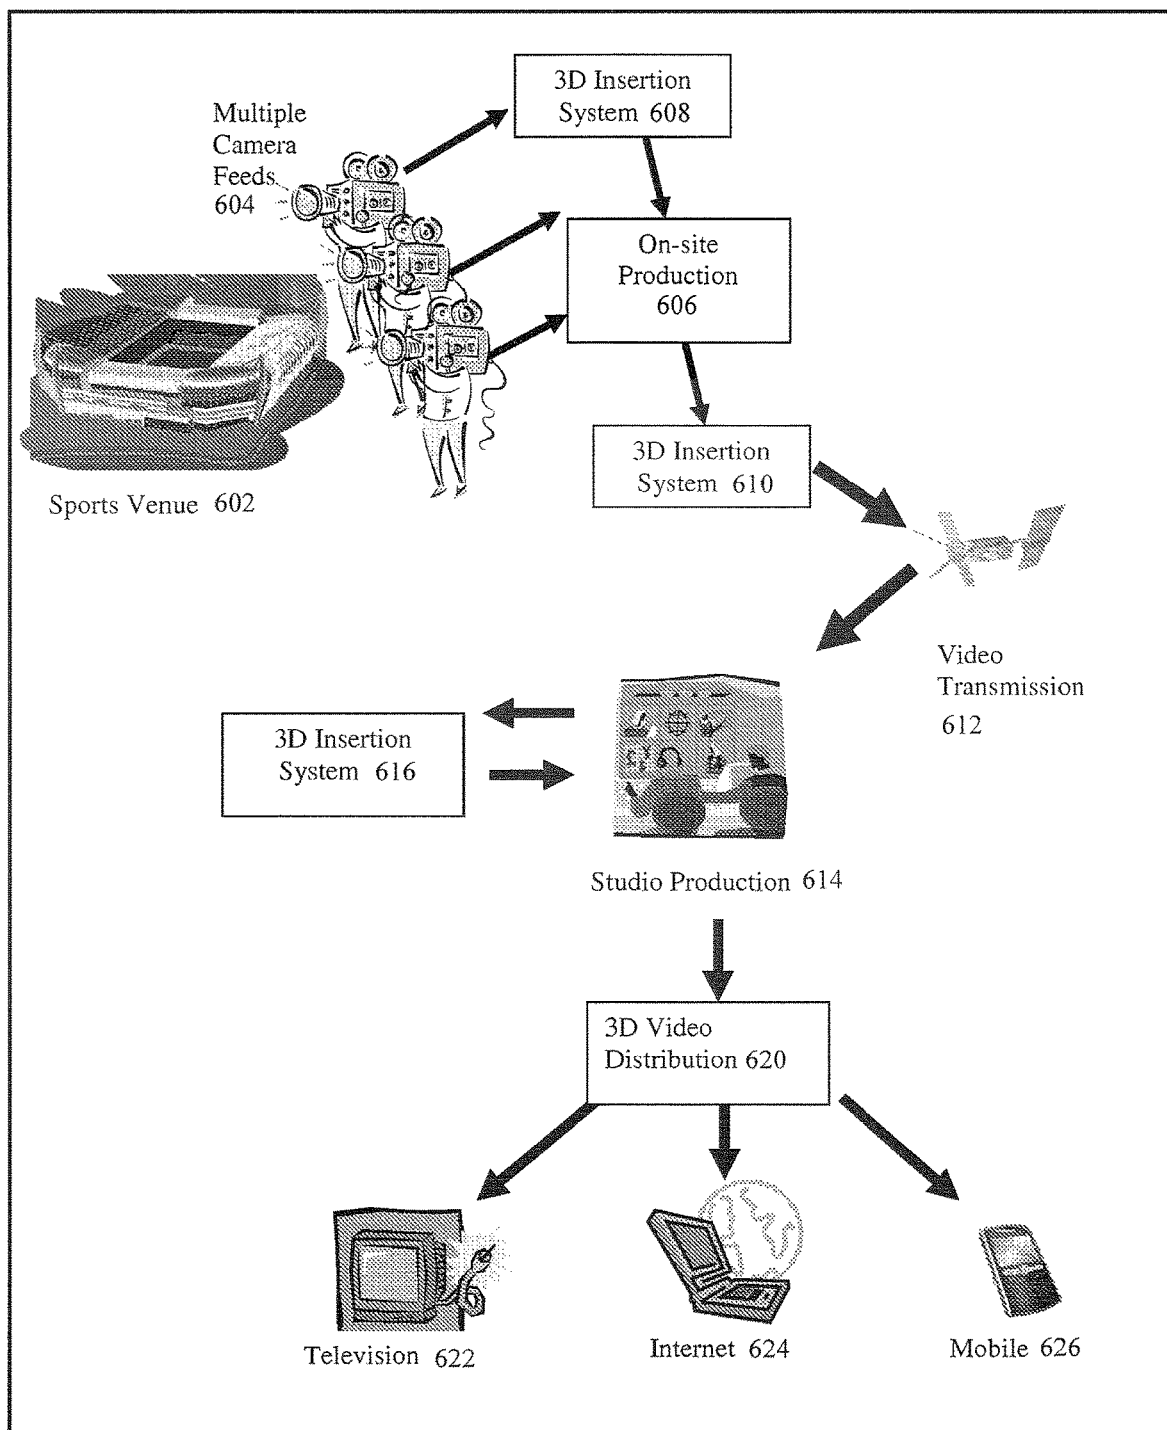 3D Insertion
System 608
Multiple
Camera
Feeds
604
On-site
Production
606
3D Insertion
System 610
Sports Venue 602
Video
Transmission
612
3D Insertion
System 616
Studio Production 614
3D Video
Distribution 620
Television 622
Internet 624
Mobile 626